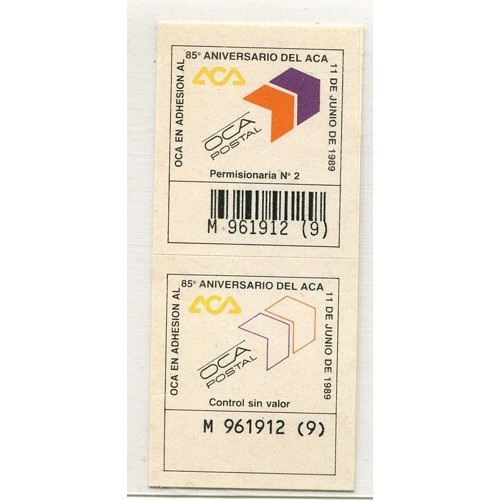 OCA EN ADHESION AL
85° ANIVERSARIO DEL ACA
11 DE JUNIO DE 1989
ACA
OCA
POSTAL
Permisionaria N° 2
M 961912 (9)
OCA EN ADHESION AL
85° ANIVERSARIO DEL ACA
11 DE JUNIO DE 1989
ACA
OCA
POSTAL
Control sin valor
M 961912 (9)